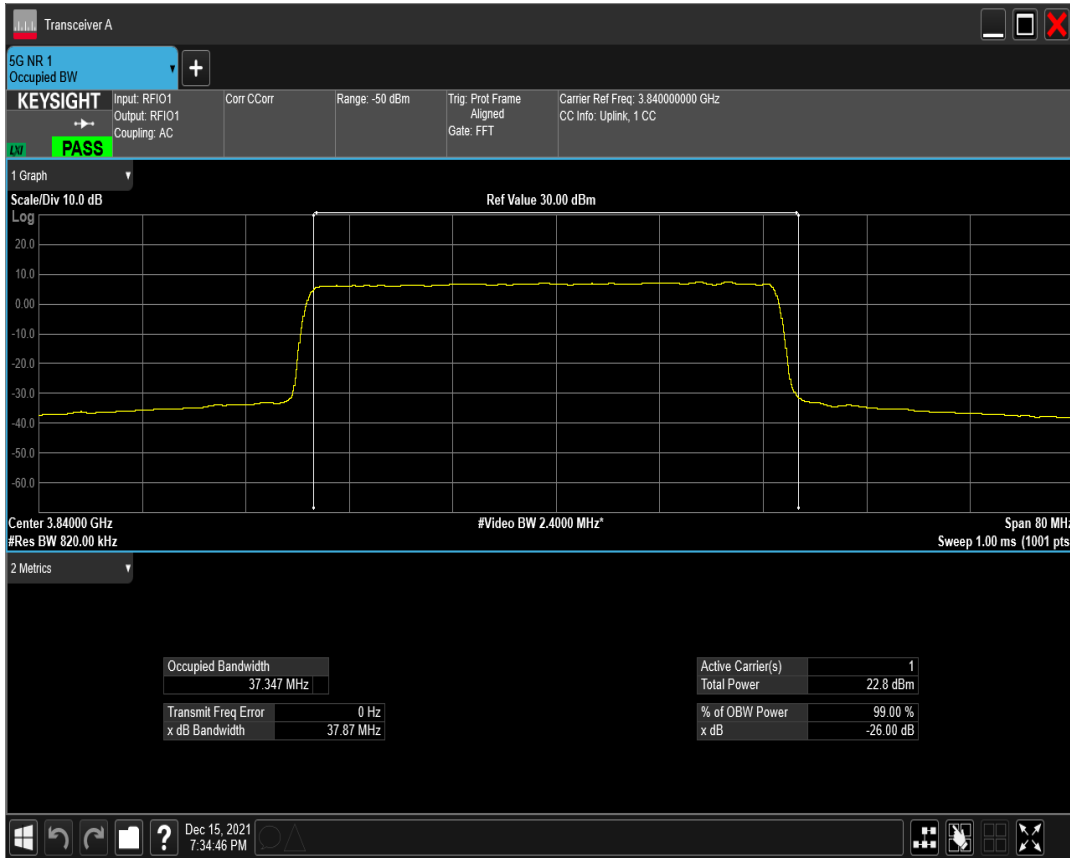 Transceiver A
5G NR 1
Occupied BW
KEYSIGHT
Input: RFIO1
Output: RFIO1
Coupling: AC
Corr CCorr
Range: -50 dBm
Trig: Prot Frame
Aligned
Gate: FFT
Carrier Ref Freq: 3.840000000 GHz
CC Info: Uplink, 1 CC
LXI
PASS
1 Graph
Scale/Div 10.0 dB
Ref Value 30.00 dBm
Log
20.0
10.0
0.00
-10.0
-20.0
-30.0
-40.0
-50.0
-60.0
Center 3.84000 GHz
#Video BW 2.4000 MHz*
Span 80 MHz
#Res BW 820.00 kHz
Sweep 1.00 ms (1001 pts
2 Metrics
Occupied Bandwidth
37.347 MHz
Transmit Freq Error 0 Hz
x dB Bandwidth 37.87 MHz
Active Carrier(s) 1
Total Power 22.8 dBm
% of OBW Power 99.00 %
x dB -26.00 dB
?
Dec 15, 2021
7:34:46 PM